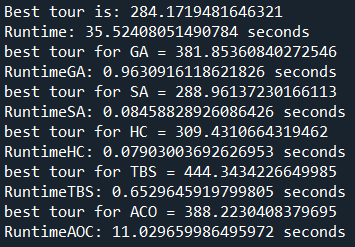 Best tour is: 284.1719481646321
Runtime: 35.52408051490784 seconds
best tour for GA = 381.85360840272546
RuntimeGA: 0.9630916118621826 seconds
best tour for SA = 288.96137230166113
RuntimeSA: 0.08458828926086426 seconds
best tour for HC = 309.4310664319462
RuntimeHC: 0.07903003692626953 seconds
best tour for TBS = 444.3434226649985
RuntimeTBS: 0.6529645919799805 seconds
best tour for ACO = 388.2230408379695
RuntimeAOC: 11.029659986495972 seconds